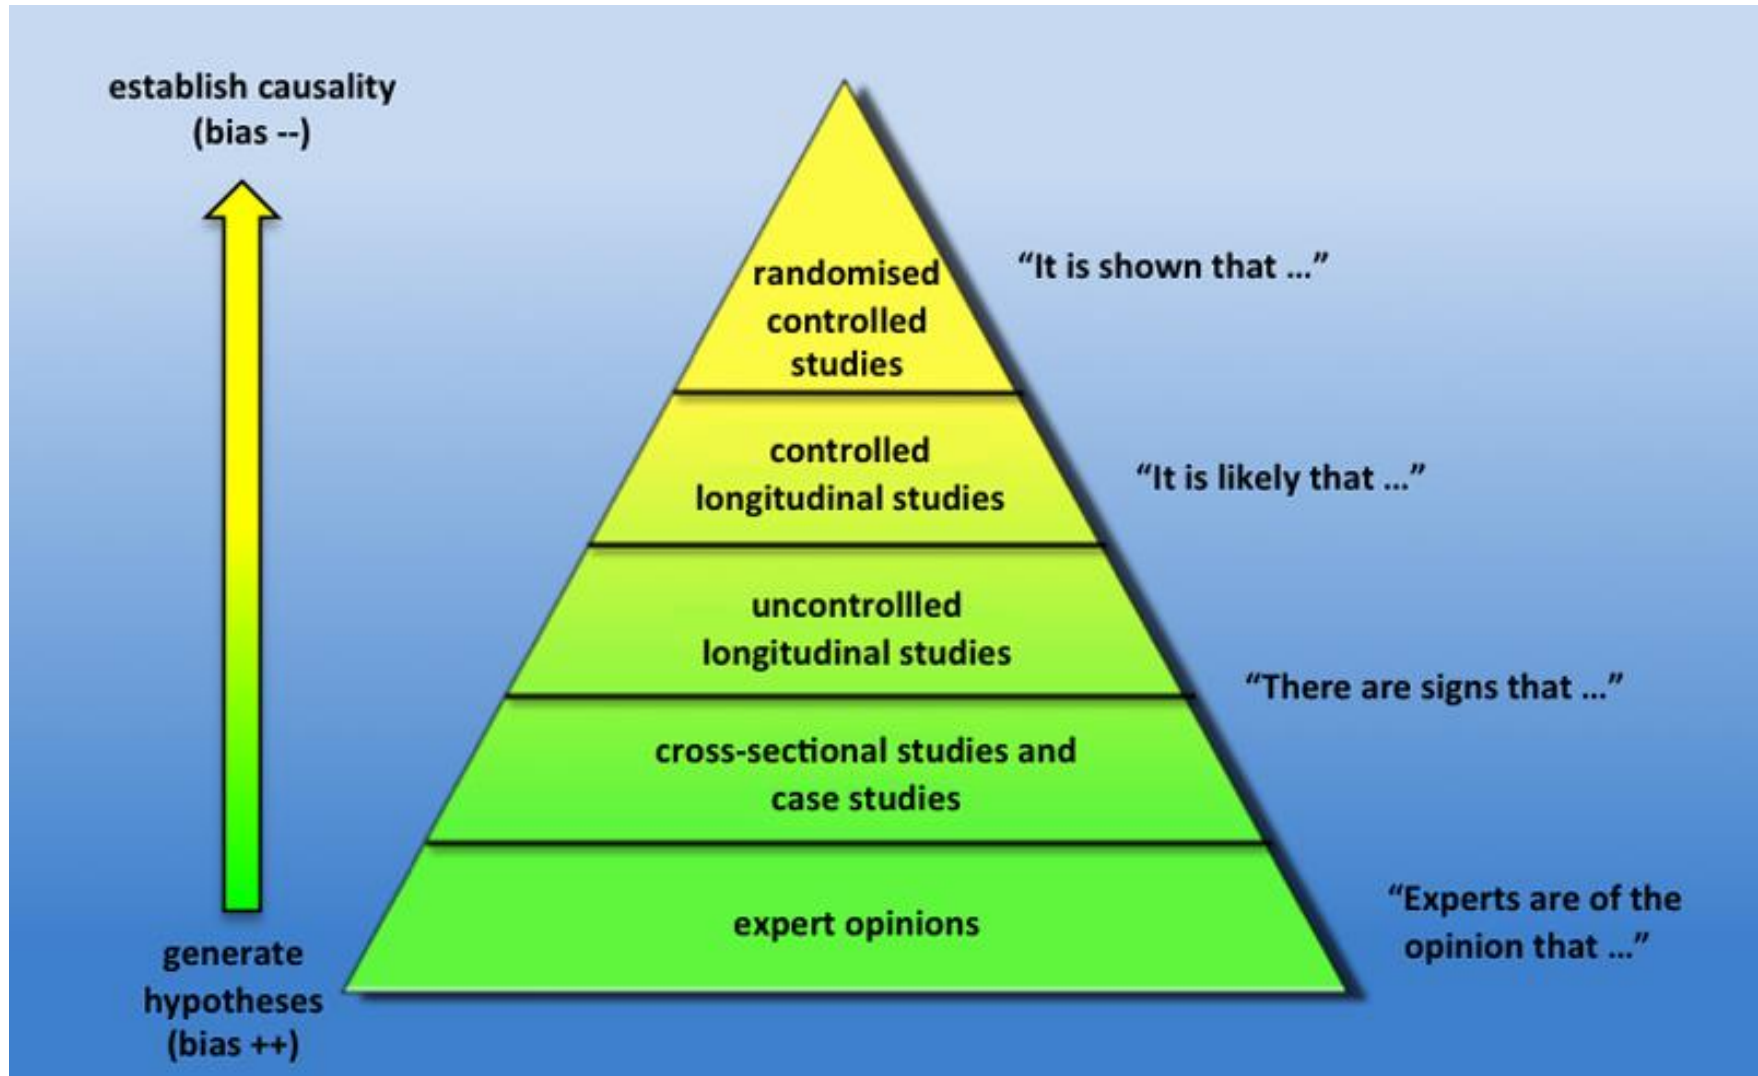 establish causality
(bias --)
randomised
controlled
studies
“It is shown that ...”
controlled
longitudinal studies
“It is likely that ...”
uncontrollled
longitudinal studies
“There are signs that ...”
cross-sectional studies and
case studies
expert opinions
“Experts are of the
opinion that ...”
generate
hypotheses
(bias ++)